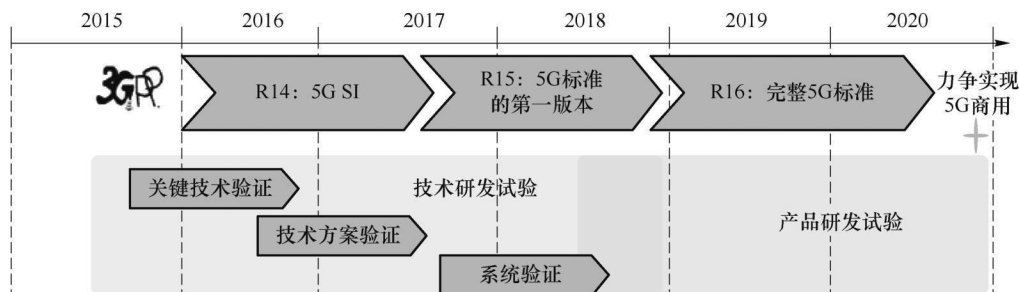 2015 2016 2017 2018 2019 2020
3GPP
R14：5G SI
R15：5G标准
的第一版本
R16：完整5G标准
力争实现
5G商用
关键技术验证
技术研发试验
技术方案验证
产品研发试验
系统验证